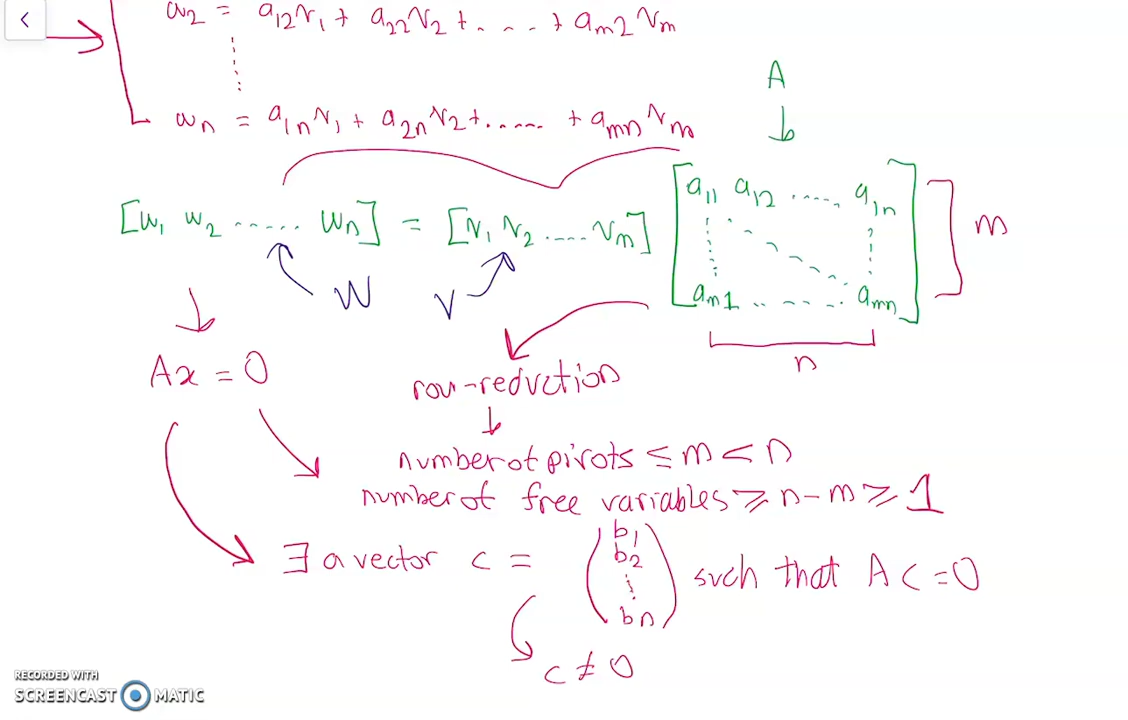 <
w2 = a12v1 + a22v2 + .... + am2vm
wn = a1nv1 + a2nv2 + ..... + amnvm
A
[w1 w2 ...... wn] = [v1 v2 .... vm] [a11 a12 ..... a1n
am1 ....... amn] m
W V
n
Ax = 0
row-reduction
number of pivots ≤ m < n
number of free variables ≥ n-m ≥ 1
∃ a vector c = (b1 b2 ⋮ bn) such that Ac=0
c ≠ 0
RECORDED WITH
SCREENCAST MATIC